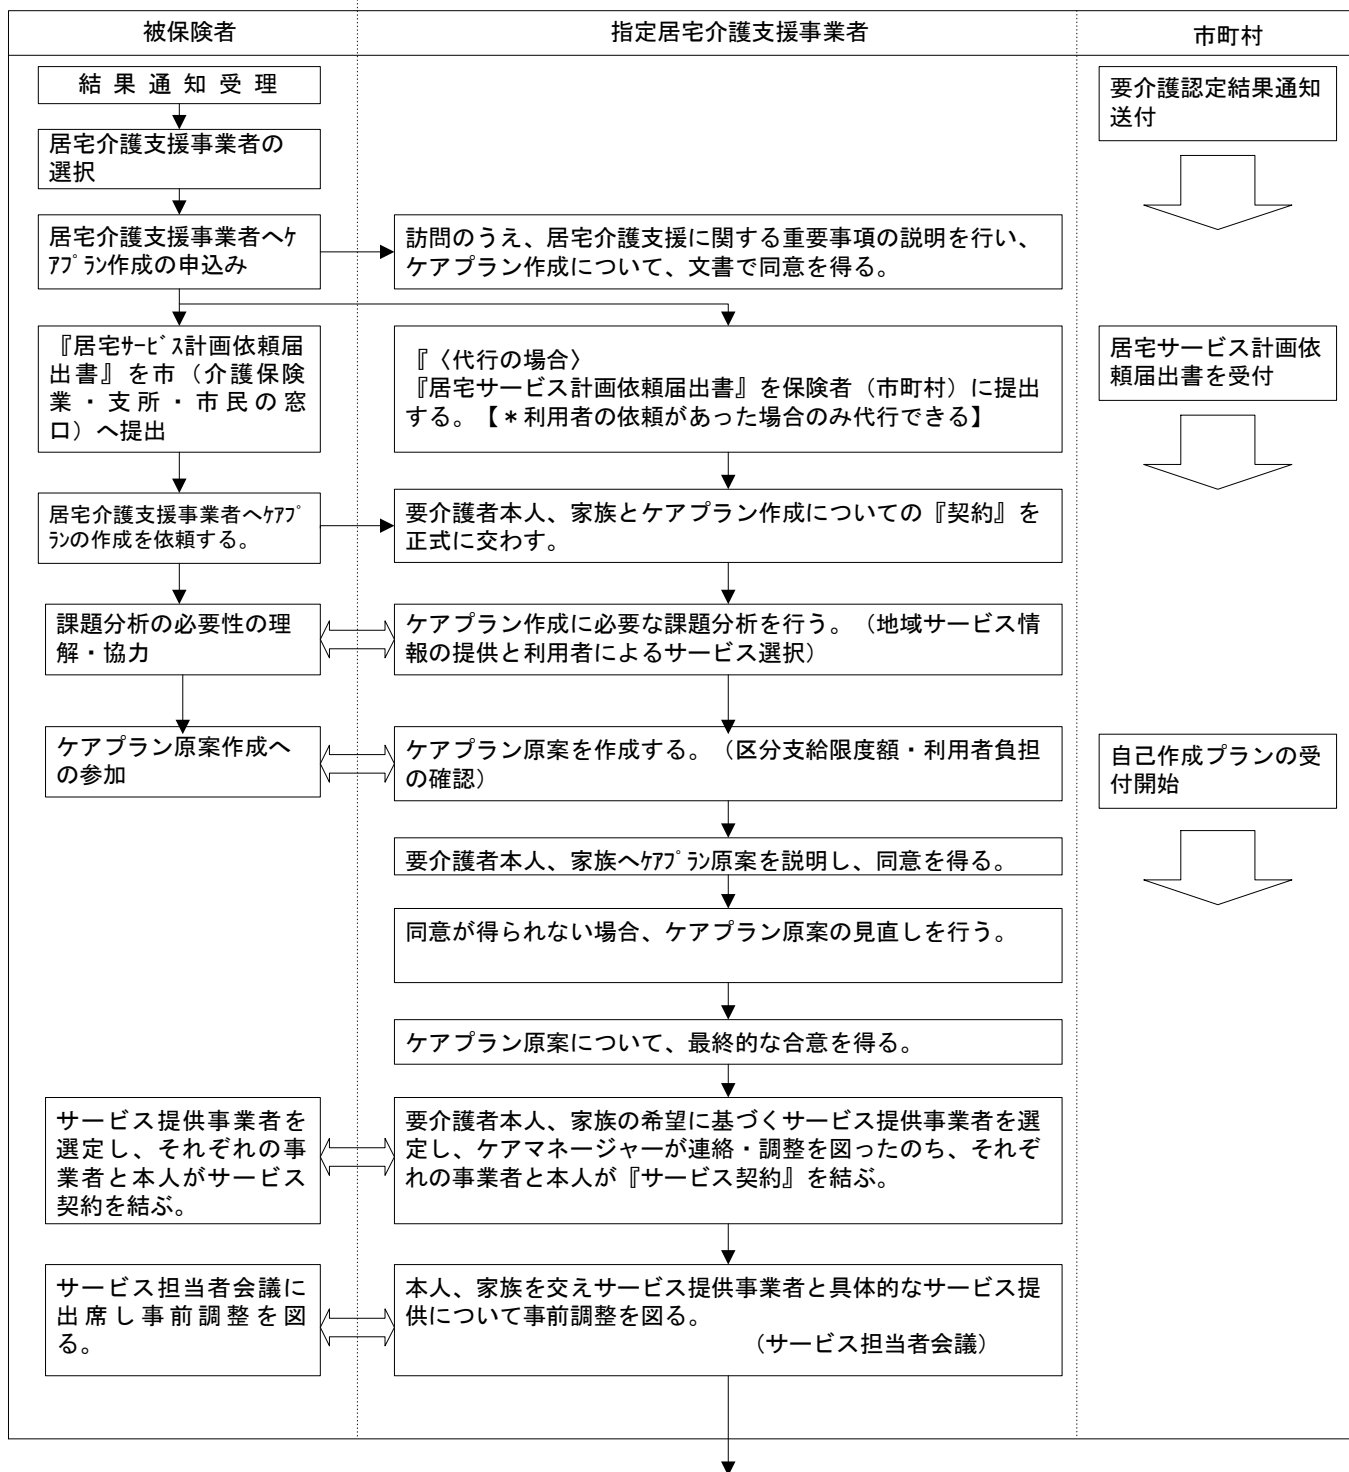 被保険者
指定居宅介護支援事業者
市町村
結果通知受理
要介護認定結果通知
送付
居宅介護支援事業者の
選択
居宅介護支援事業者へｹ
ｱﾌﾟﾗﾝ作成の申込み
訪問のうえ、居宅介護支援に関する重要事項の説明を行い、
ケアプラン作成について、文書で同意を得る。
『居宅ｻｰﾋﾞｽ計画依頼届
出書』を市（介護保険
業・支所・市民の窓
口）へ提出
『〈代行の場合〉
『居宅サービス計画依頼届出書』を保険者（市町村）に提出
する。【＊利用者の依頼があった場合のみ代行できる】
居宅サービス計画依
頼届出書を受付
居宅介護支援事業者へｹｱﾌﾟ
ﾗﾝの作成を依頼する。
要介護者本人、家族とケアプラン作成についての『契約』を
正式に交わす。
課題分析の必要性の理
解・協力
ケアプラン作成に必要な課題分析を行う。（地域サービス情
報の提供と利用者によるサービス選択）
ケアプラン原案作成へ
の参加
ケアプラン原案を作成する。（区分支給限度額・利用者負担
の確認）
自己作成プランの受
付開始
要介護者本人、家族へｹｱﾌﾟﾗﾝ原案を説明し、同意を得る。
同意が得られない場合、ケアプラン原案の見直しを行う。
ケアプラン原案について、最終的な合意を得る。
サービス提供事業者を
選定し、それぞれの事
業者と本人がサービス
契約を結ぶ。
要介護者本人、家族の希望に基づくサービス提供事業者を選
定し、ケアマネージャーが連絡・調整を図ったのち、それぞ
れの事業者と本人が『サービス契約』を結ぶ。
サービス担当者会議に
出席し事前調整を図
る。
本人、家族を交えサービス提供事業者と具体的なサービス提
供について事前調整を図る。
（サービス担当者会議）